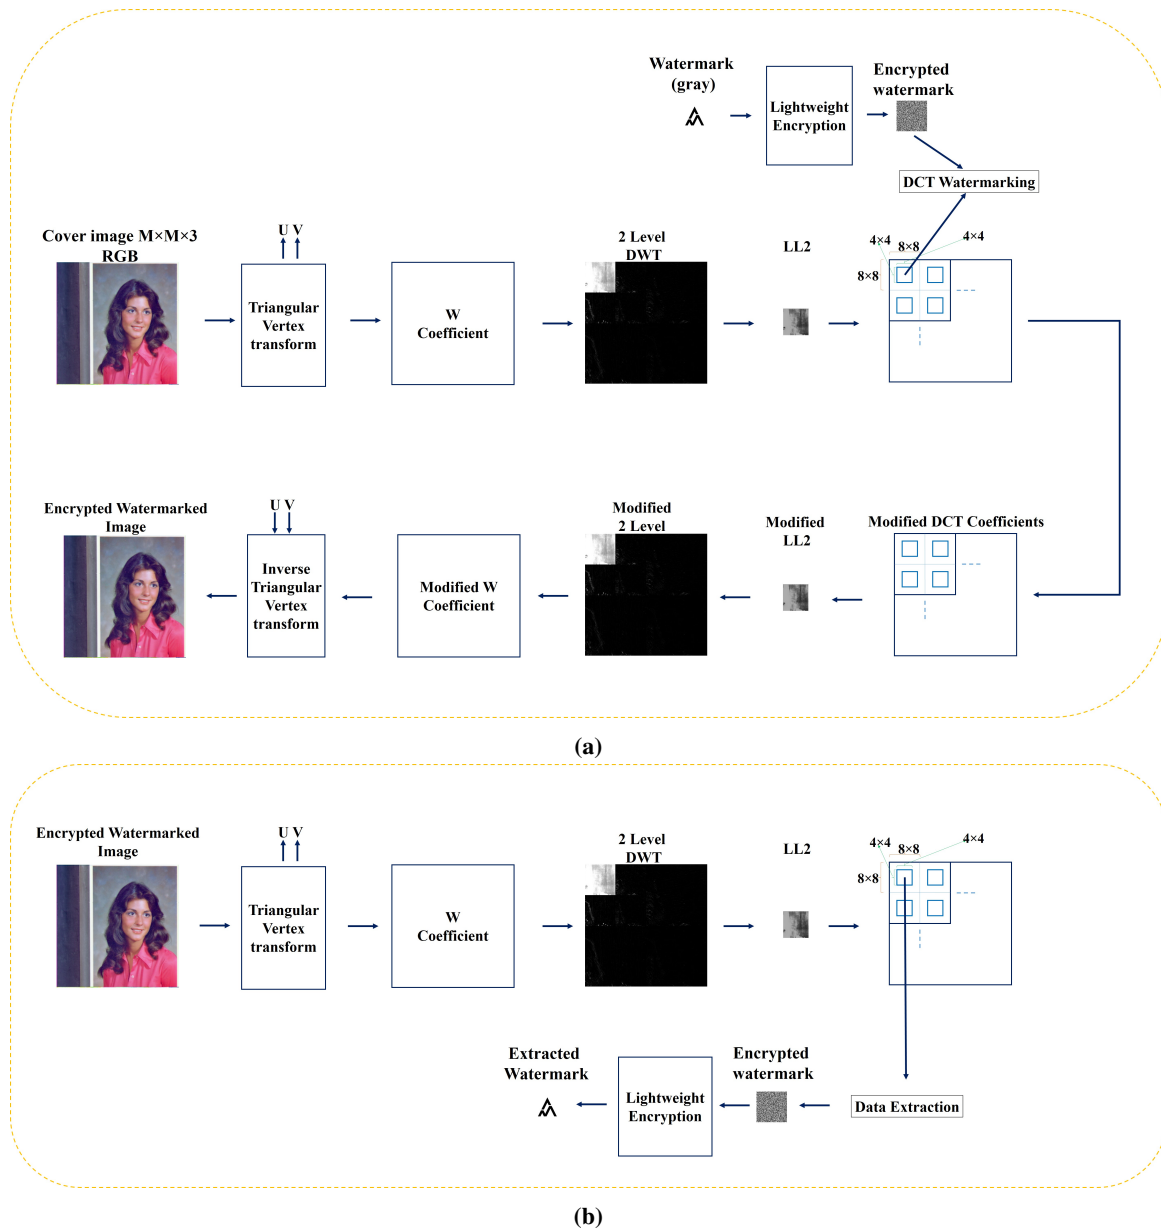 Watermark
(gray)
Lightweight
Encryption
Encrypted
watermark
DCT Watermarking
Cover image M×M×3
RGB
U V
Triangular
Vertex
transform
W
Coefficient
2 Level
DWT
LL2
4×4
8×8
4×4
8×8
Encrypted Watermarked
Image
U V
Inverse
Triangular
Vertex
transform
Modified W
Coefficient
Modified
2 Level
Modified
LL2
Modified DCT Coefficients
(a)
Encrypted Watermarked
Image
U V
Triangular
Vertex
transform
W
Coefficient
2 Level
DWT
LL2
4×4
8×8
4×4
8×8
Extracted
Watermark
Lightweight
Encryption
Encrypted
watermark
Data Extraction
(b)